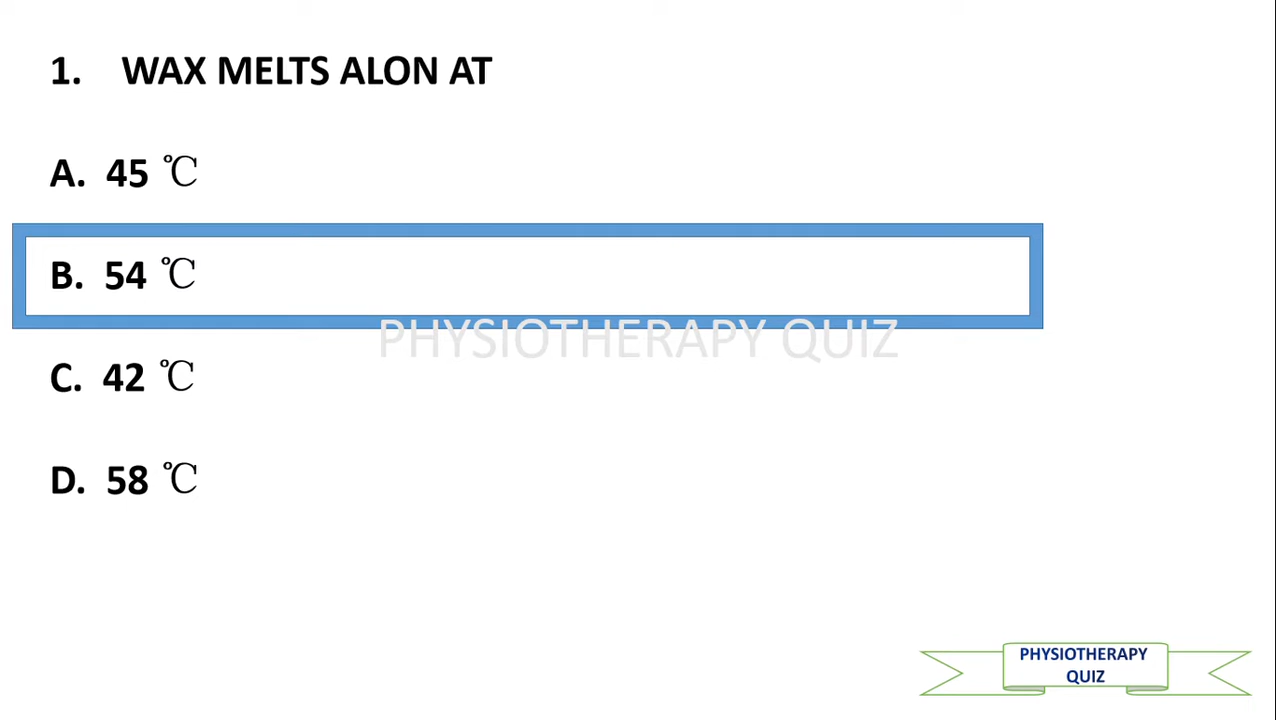 1. WAX MELTS ALON AT
A. 45 ℃
B. 54 ℃
PHYSIOTHERAPY QUIZ
C. 42 ℃
D. 58 ℃
PHYSIOTHERAPY
QUIZ